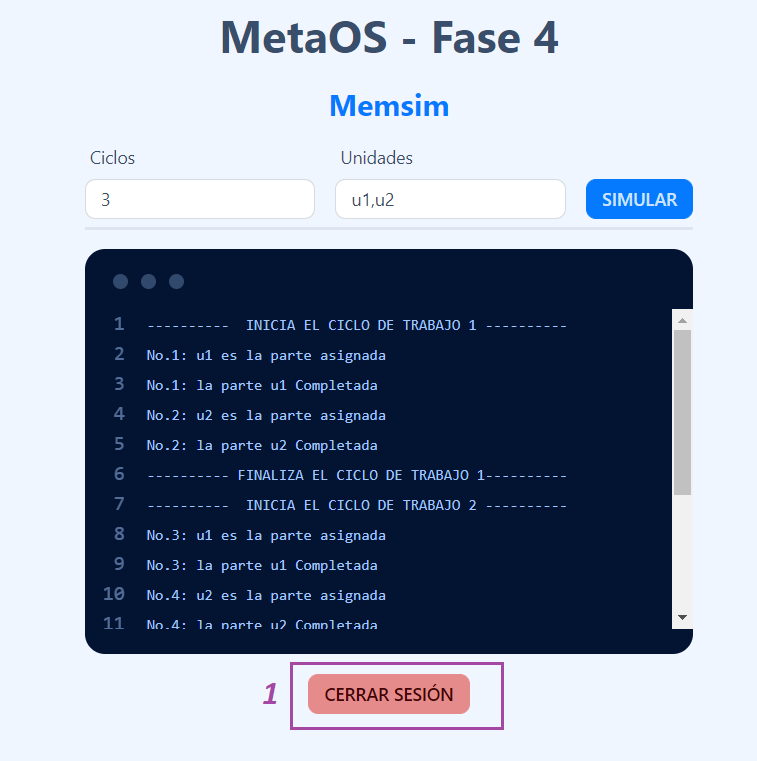 MetaOS - Fase 4
Memsim
Ciclos Unidades
3 u1,u2 SIMULAR
1 ---------- INICIA EL CICLO DE TRABAJO 1 ----------
2 No.1: u1 es la parte asignada
3 No.1: la parte u1 Completada
4 No.2: u2 es la parte asignada
5 No.2: la parte u2 Completada
6 ---------- FINALIZA EL CICLO DE TRABAJO 1----------
7 ---------- INICIA EL CICLO DE TRABAJO 2 ----------
8 No.3: u1 es la parte asignada
9 No.3: la parte u1 Completada
10 No.4: u2 es la parte asignada
11 No.4: la parte u2 Completada
1 CERRAR SESIÓN